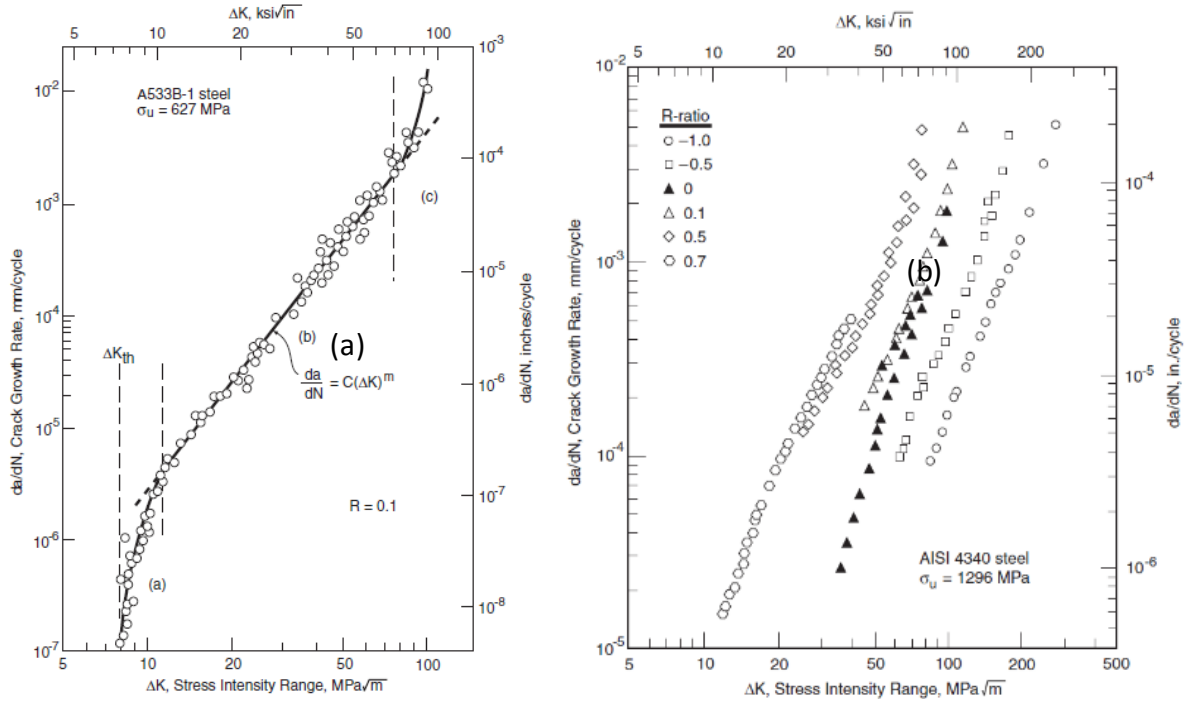 ΔK, ksi√in
5 10 20 50 100
10⁻²
10⁻³
10⁻⁴
10⁻⁵
10⁻⁶
10⁻⁷
da/dN, Crack Growth Rate, mm/cycle
A533B-1 steel
σu = 627 MPa
ΔKth
(c)
(b)
(a)
da/dN = C(ΔK)^m
R = 0.1
(a)
10⁻³
10⁻⁴
10⁻⁵
10⁻⁶
10⁻⁷
10⁻⁸
da/dN, inches/cycle
5 10 20 50 100
ΔK, Stress Intensity Range, MPa√m
ΔK, ksi√in
5 10 50 100 200
10⁻²
10⁻³
10⁻⁴
10⁻⁵
da/dN, Crack Growth Rate, mm/cycle
R-ratio
−1.0
−0.5
0
0.1
0.5
0.7
(b)
AISI 4340 steel
σu = 1296 MPa
10⁻⁴
10⁻⁵
10⁻⁶
da/dN, in./cycle
5 10 50 100 200 500
ΔK, Stress Intensity Range, MPa√m